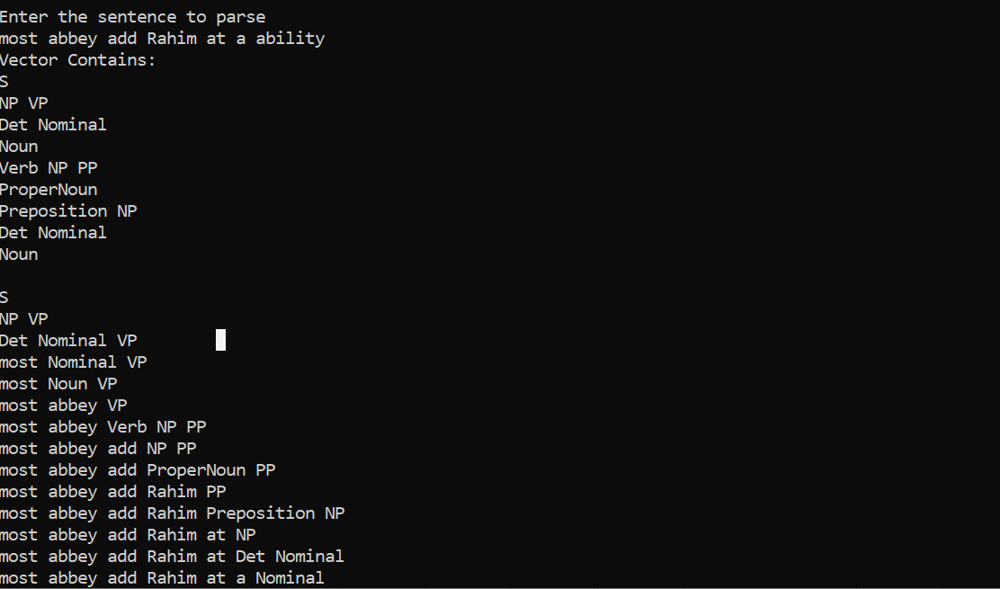 Enter the sentence to parse
most abbey add Rahim at a ability
Vector Contains:
S
NP VP
Det Nominal
Noun
Verb NP PP
ProperNoun
Preposition NP
Det Nominal
Noun
S
NP VP
Det Nominal VP
most Nominal VP
most Noun VP
most abbey VP
most abbey Verb NP PP
most abbey add NP PP
most abbey add ProperNoun PP
most abbey add Rahim PP
most abbey add Rahim Preposition NP
most abbey add Rahim at NP
most abbey add Rahim at Det Nominal
most abbey add Rahim at a Nominal